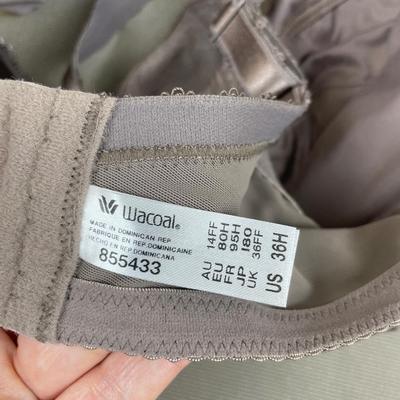 wacoal®
MADE IN DOMINICAN REP
FABRIQUE EN REP.DOMINICAINE
HECHO EN REP.DOMINICANA
855433
AU 14FF
EU 80H
FR 95H
JP 180
UK 36FF
US 36H